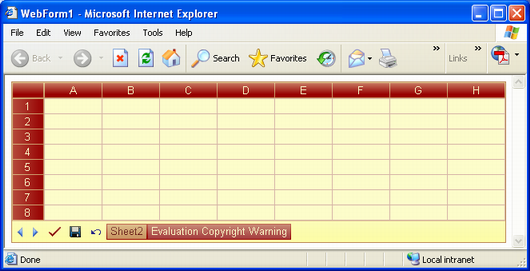 WebForm1 - Microsoft Internet Explorer
File Edit View Favorites Tools Help
Back Search Favorites » Links »
A B C D E F G H
1
2
3
4
5
6
7
8
Sheet2 Evaluation Copyright Warning
Done Local intranet